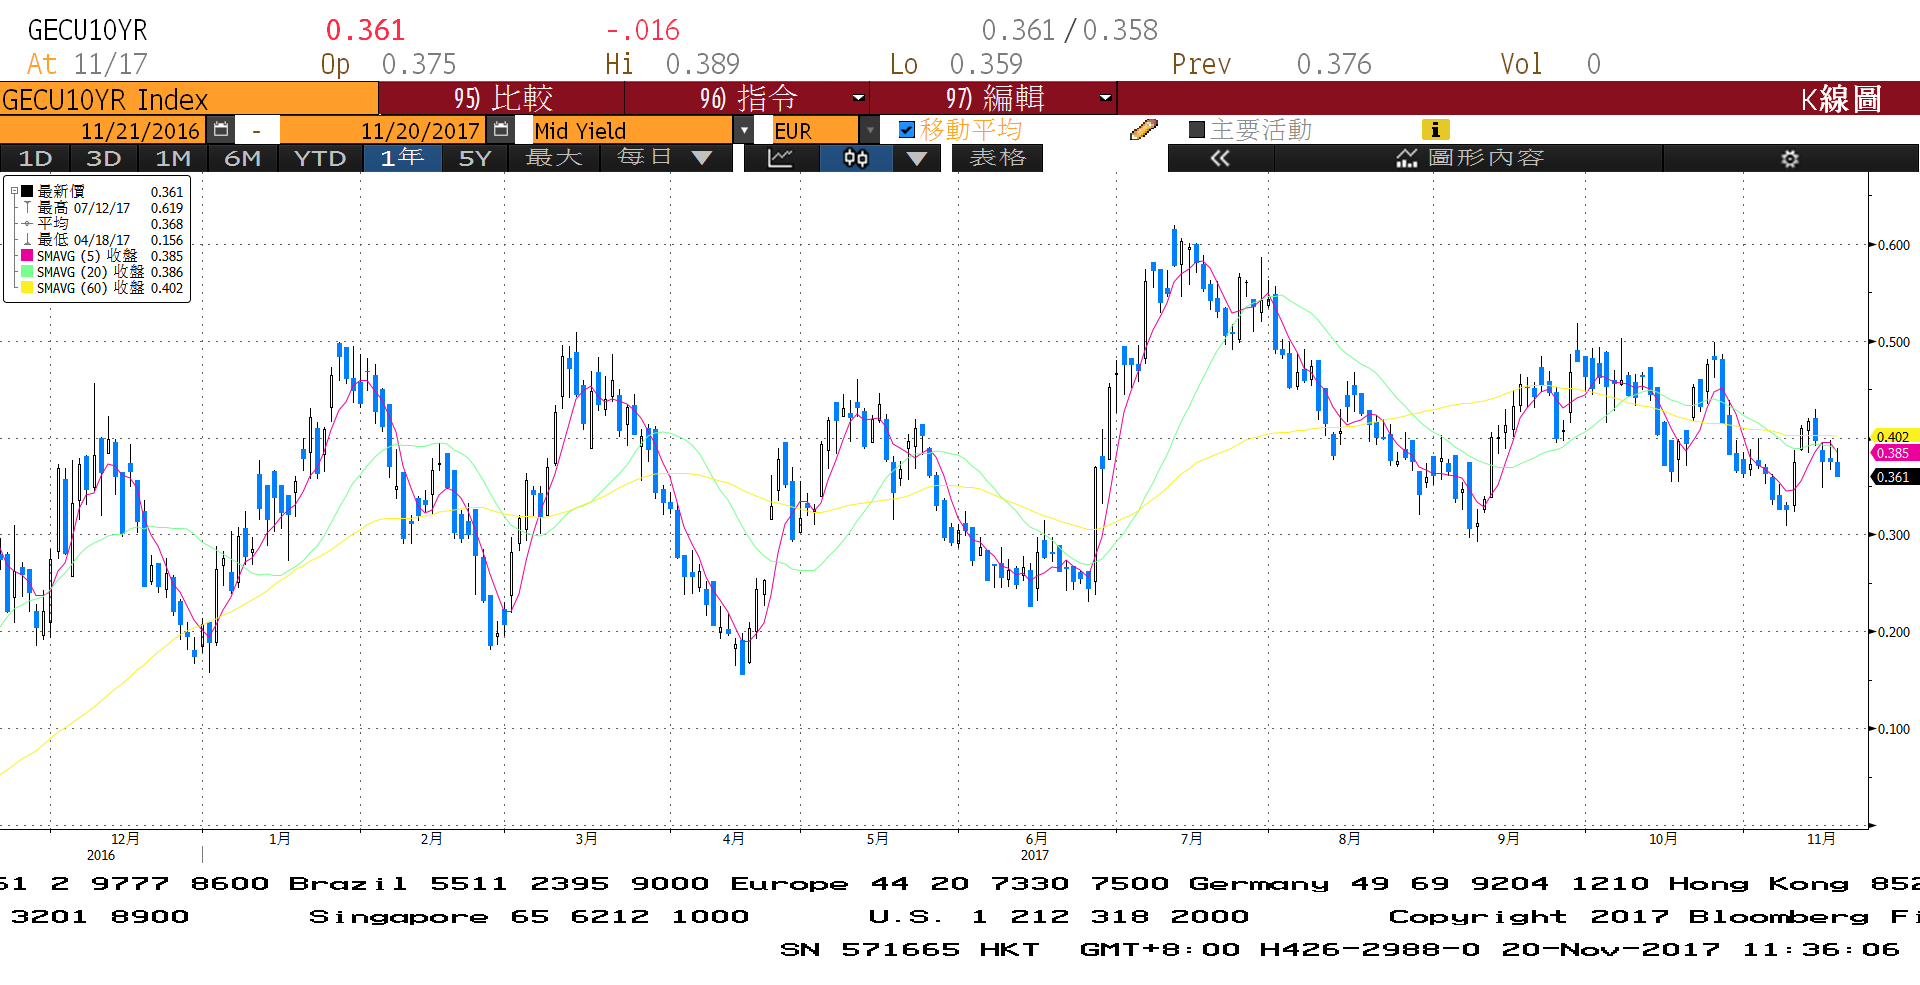 GECU10YR 0.361 -.016 0.361 / 0.358
At 11/17 Op 0.375 Hi 0.389 Lo 0.359 Prev 0.376 Vol 0
GECU10YR Index 95) 比較 96) 指令 97) 編輯 K線圖
11/21/2016 - 11/20/2017 Mid Yield EUR 移動平均 主要活動
1D 3D 1M 6M YTD 1年 5Y 最大 每日 表格 圖形內容
最新價 0.361
最高 07/12/17 0.619
平均 0.368
最低 04/18/17 0.156
SMAVG (5) 收盤 0.385
SMAVG (20) 收盤 0.386
SMAVG (60) 收盤 0.402
0.600
0.500
0.402
0.385
0.361
0.300
0.200
0.100
12月 1月 2月 3月 4月 5月 6月 7月 8月 9月 10月 11月
2016 2017
61 2 9777 8600 Brazil 5511 2395 9000 Europe 44 20 7330 7500 Germany 49 69 9204 1210 Hong Kong 852
3201 8900 Singapore 65 6212 1000 U.S. 1 212 318 2000 Copyright 2017 Bloomberg Fi
SN 571665 HKT GMT+8:00 H426-2988-0 20-Nov-2017 11:36:06